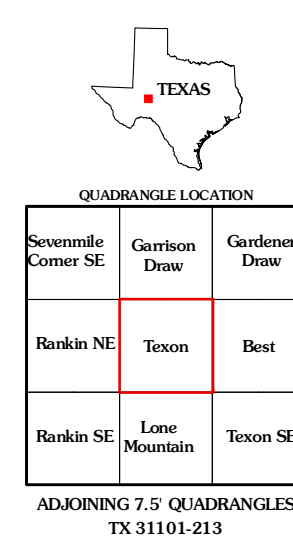 TEXAS
QUADRANGLE LOCATION
Sevenmile
Corner SE
Garrison
Draw
Gardener
Draw
Rankin NE
Texon
Best
Rankin SE
Lone
Mountain
Texon SE
ADJOINING 7.5' QUADRANGLES
TX 31101-213